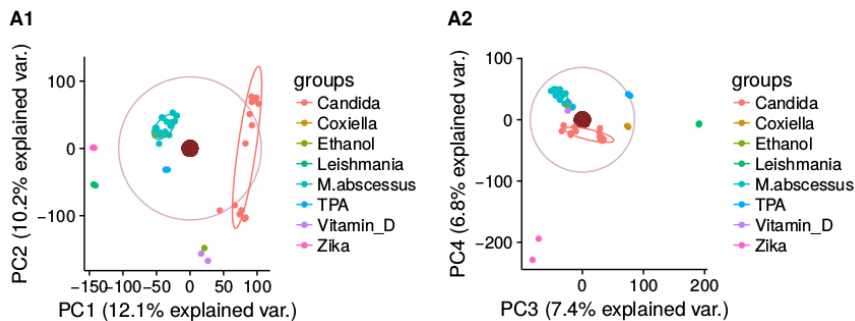 A1
PC2 (10.2% explained var.)
100
0
−100
−150
−100
−50
0
50
100
PC1 (12.1% explained var.)
groups
Candida
Coxiella
Ethanol
Leishmania
M.abscessus
TPA
Vitamin_D
Zika
A2
PC4 (6.8% explained var.)
100
0
−100
−200
0
100
200
PC3 (7.4% explained var.)
groups
Candida
Coxiella
Ethanol
Leishmania
M.abscessus
TPA
Vitamin_D
Zika